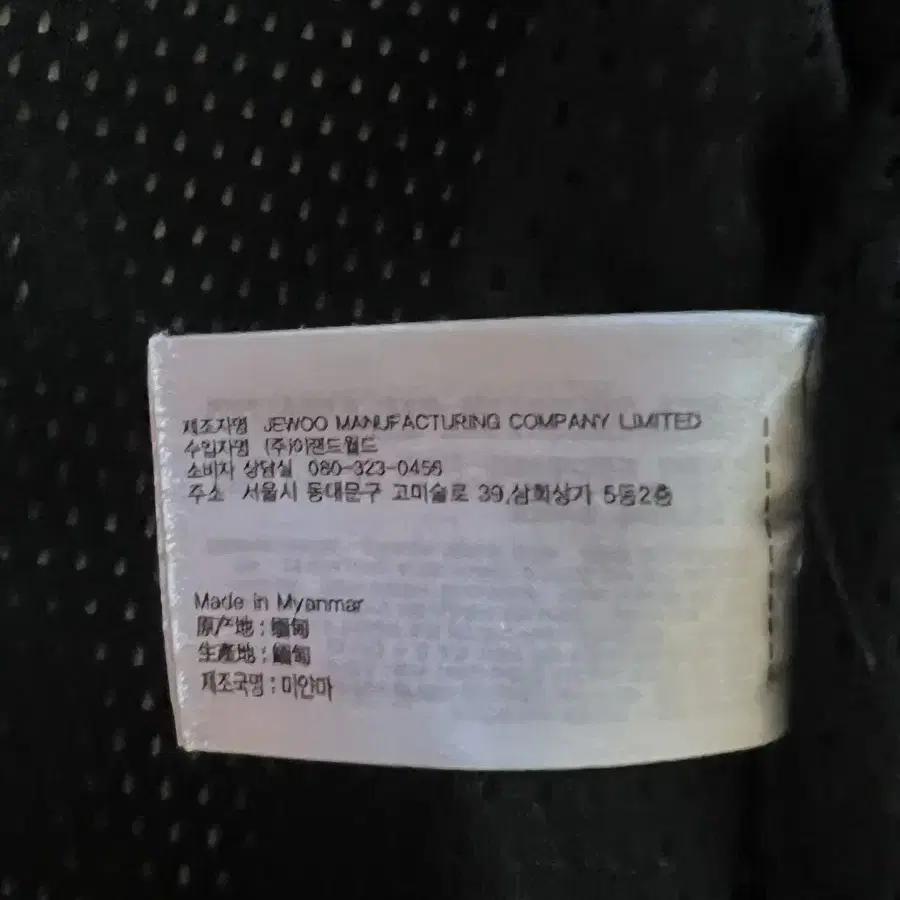 제조자명 JEWOO MANUFACTURING COMPANY LIMITED
수입자명 (주)이랜드월드
소비자 상담실 080-323-0456
주소 서울시 동대문구 고미술로 39,삼희상가 5동2층
Made in Myanmar
原产地 : 缅甸
生產地 : 緬甸
제조국명 : 미얀마